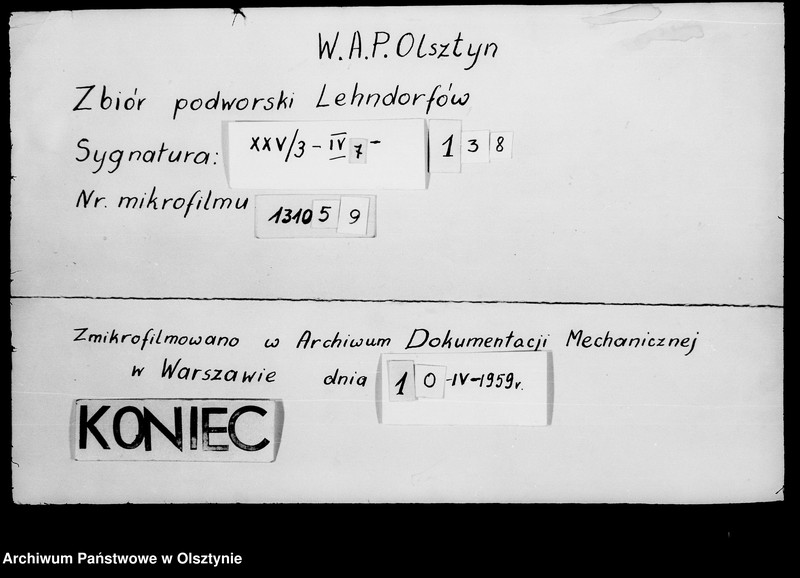 W.A.P. Olsztyn
Zbiór podworski Lehndorfów
Sygnatura: XXV/3 – IV 7 – 138
Nr. mikrofilmu 131059
Zmikrofilmowano w Archiwum Dokumentacji Mechanicznej
w Warszawie dnia 10-IV-1959r.
KONIEC
Archiwum Państwowe w Olsztynie